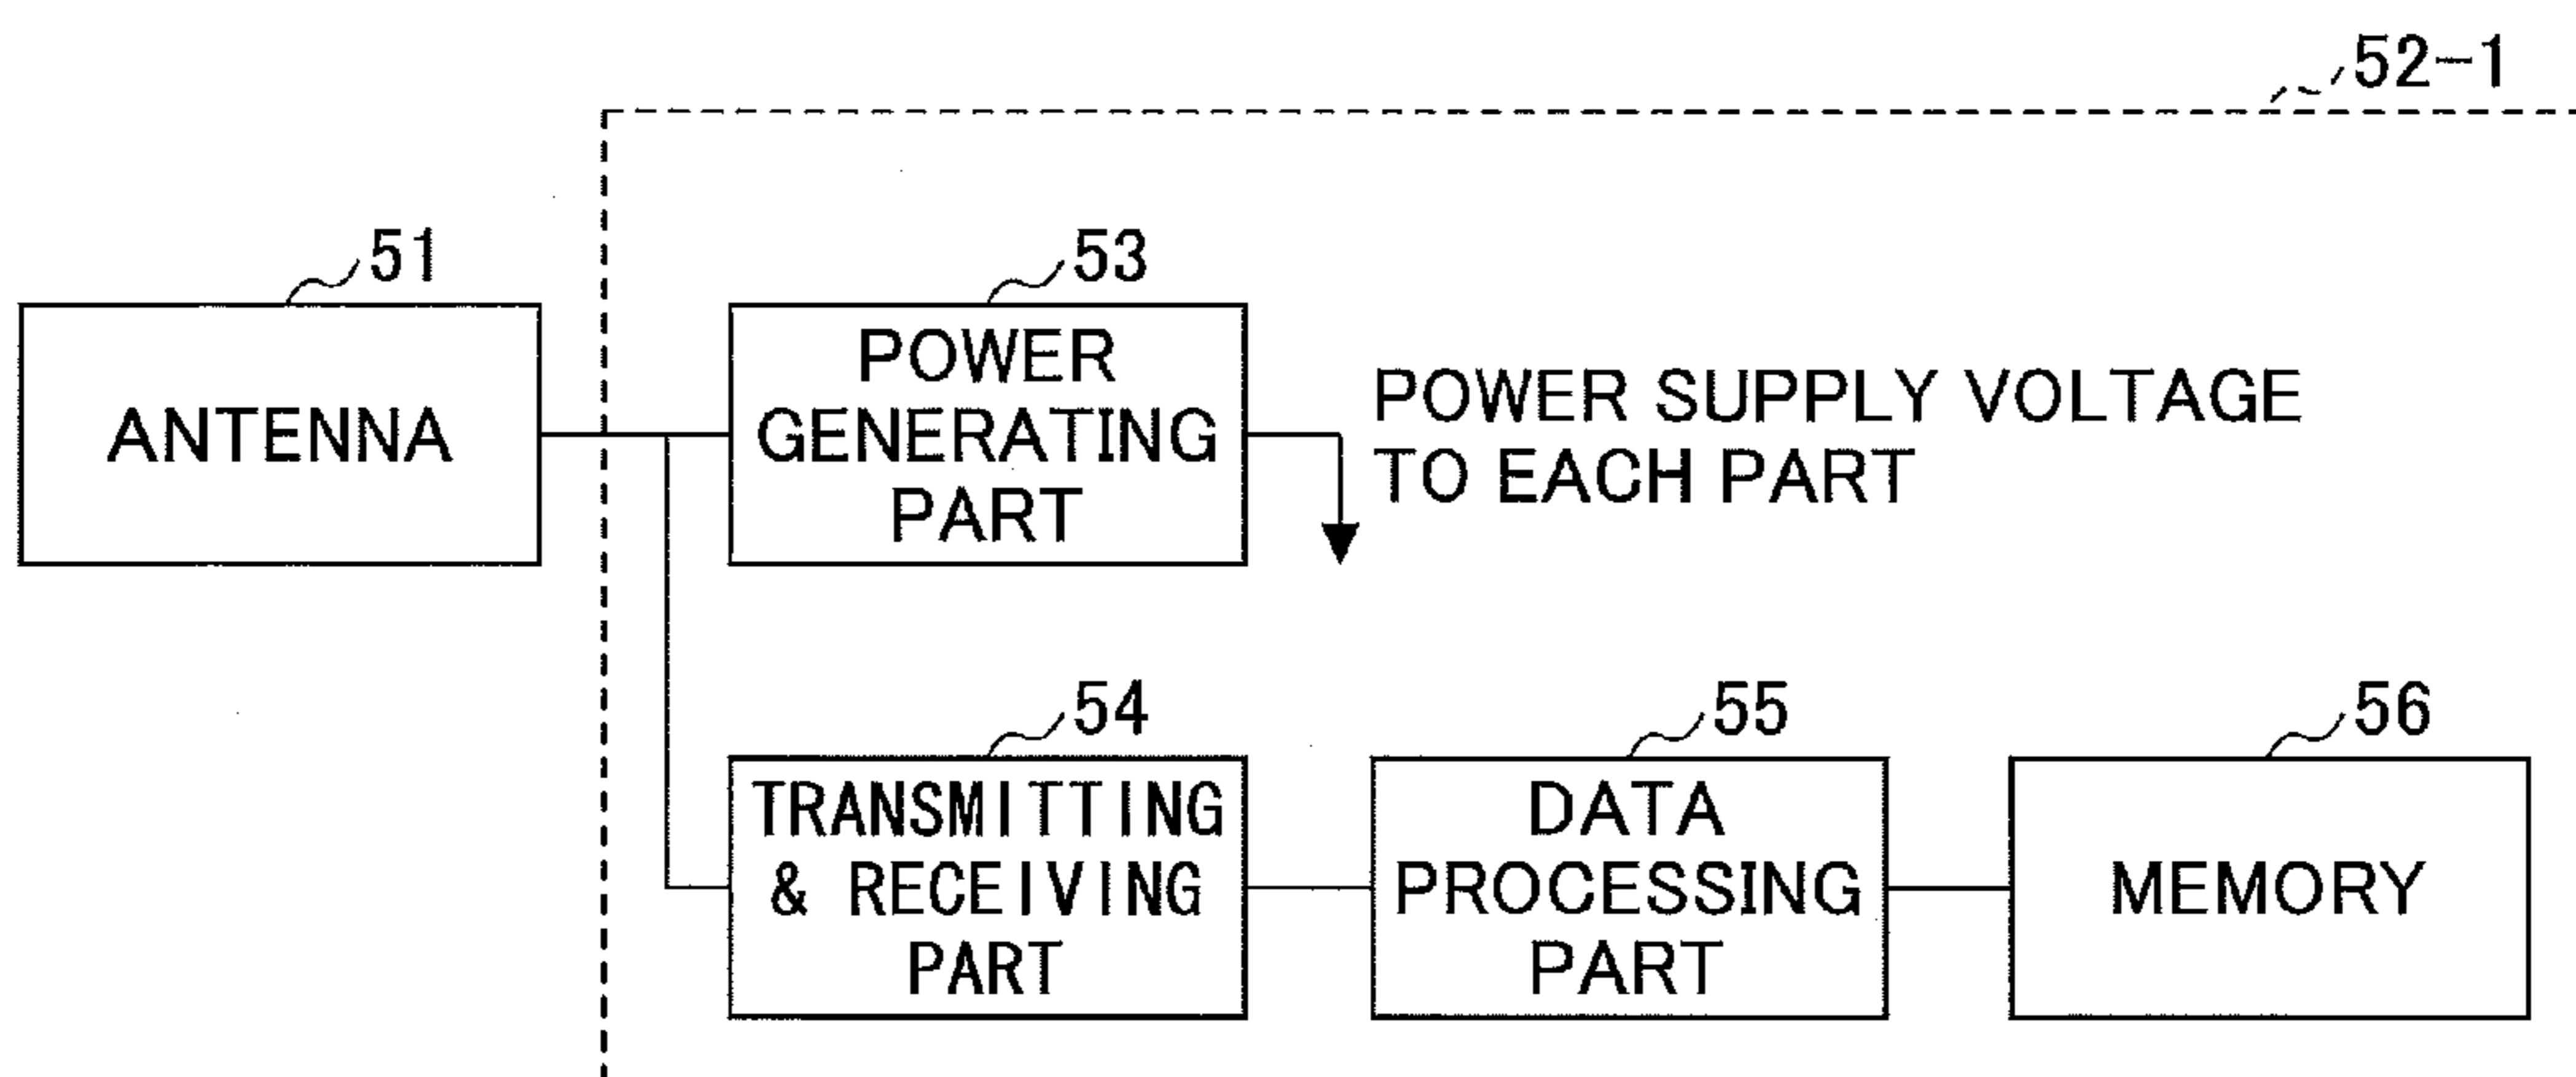 52-1
51
53
ANTENNA
POWER
GENERATING
PART
POWER SUPPLY VOLTAGE
TO EACH PART
54
55
56
TRANSMITTING
& RECEIVING
PART
DATA
PROCESSING
PART
MEMORY